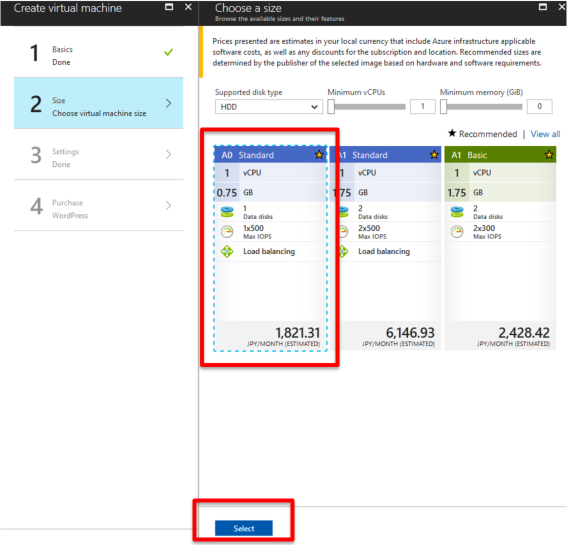 Create virtual machine
Choose a size
Browse the available sizes and their features
1
Basics
Done
2
Size
Choose virtual machine size
3
Settings
Done
4
Purchase
WordPress
Prices presented are estimates in your local currency that include Azure infrastructure applicable
software costs, as well as any discounts for the subscription and location. Recommended sizes are
determined by the publisher of the selected image based on hardware and software requirements.
Supported disk type
HDD
Minimum vCPUs
1
Minimum memory (GiB)
0
★ Recommended | View all
A0 Standard
1 vCPU
0.75 GB
1
Data disks
1x500
Max IOPS
Load balancing
1,821.31
JPY/MONTH (ESTIMATED)
A1 Standard
1 vCPU
1.75 GB
2
Data disks
2x500
Max IOPS
Load balancing
6,146.93
JPY/MONTH (ESTIMATED)
A1 Basic
1 vCPU
1.75 GB
2
Data disks
2x300
Max IOPS
2,428.42
JPY/MONTH (ESTIMATED)
Select